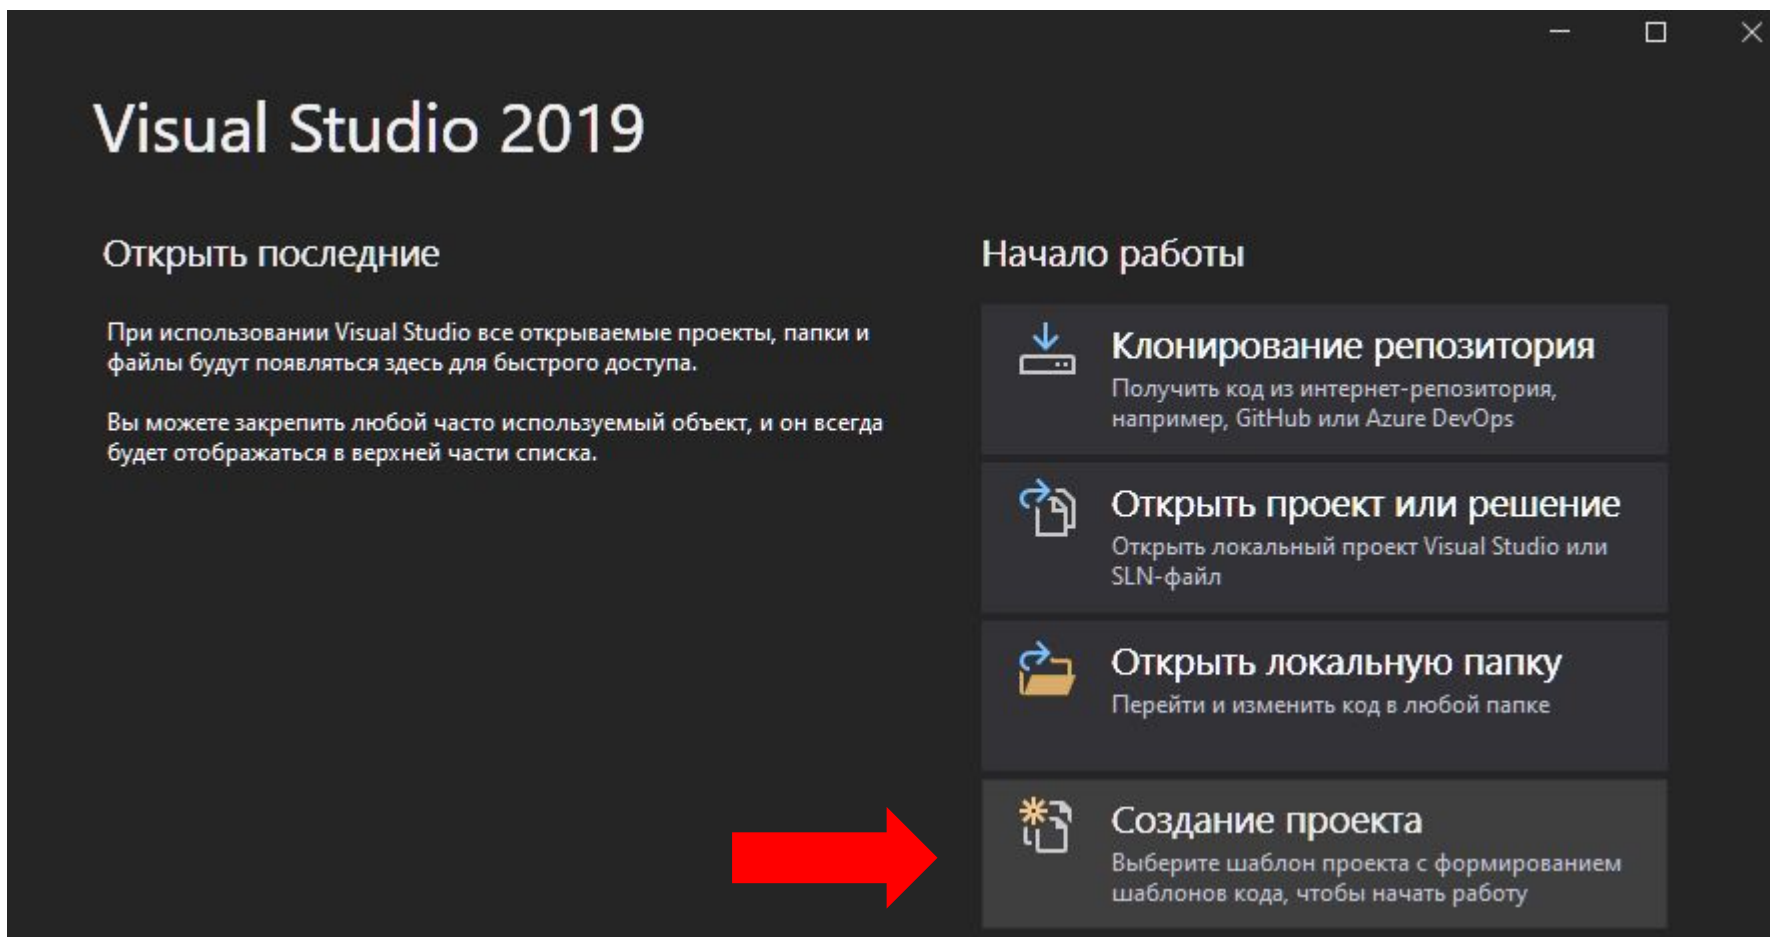 Visual Studio 2019
Открыть последние
При использовании Visual Studio все открываемые проекты, папки и
файлы будут появляться здесь для быстрого доступа.
Вы можете закрепить любой часто используемый объект, и он всегда
будет отображаться в верхней части списка.
Начало работы
Клонирование репозитория
Получить код из интернет-репозитория,
например, GitHub или Azure DevOps
Открыть проект или решение
Открыть локальный проект Visual Studio или
SLN-файл
Открыть локальную папку
Перейти и изменить код в любой папке
Создание проекта
Выберите шаблон проекта с формированием
шаблонов кода, чтобы начать работу